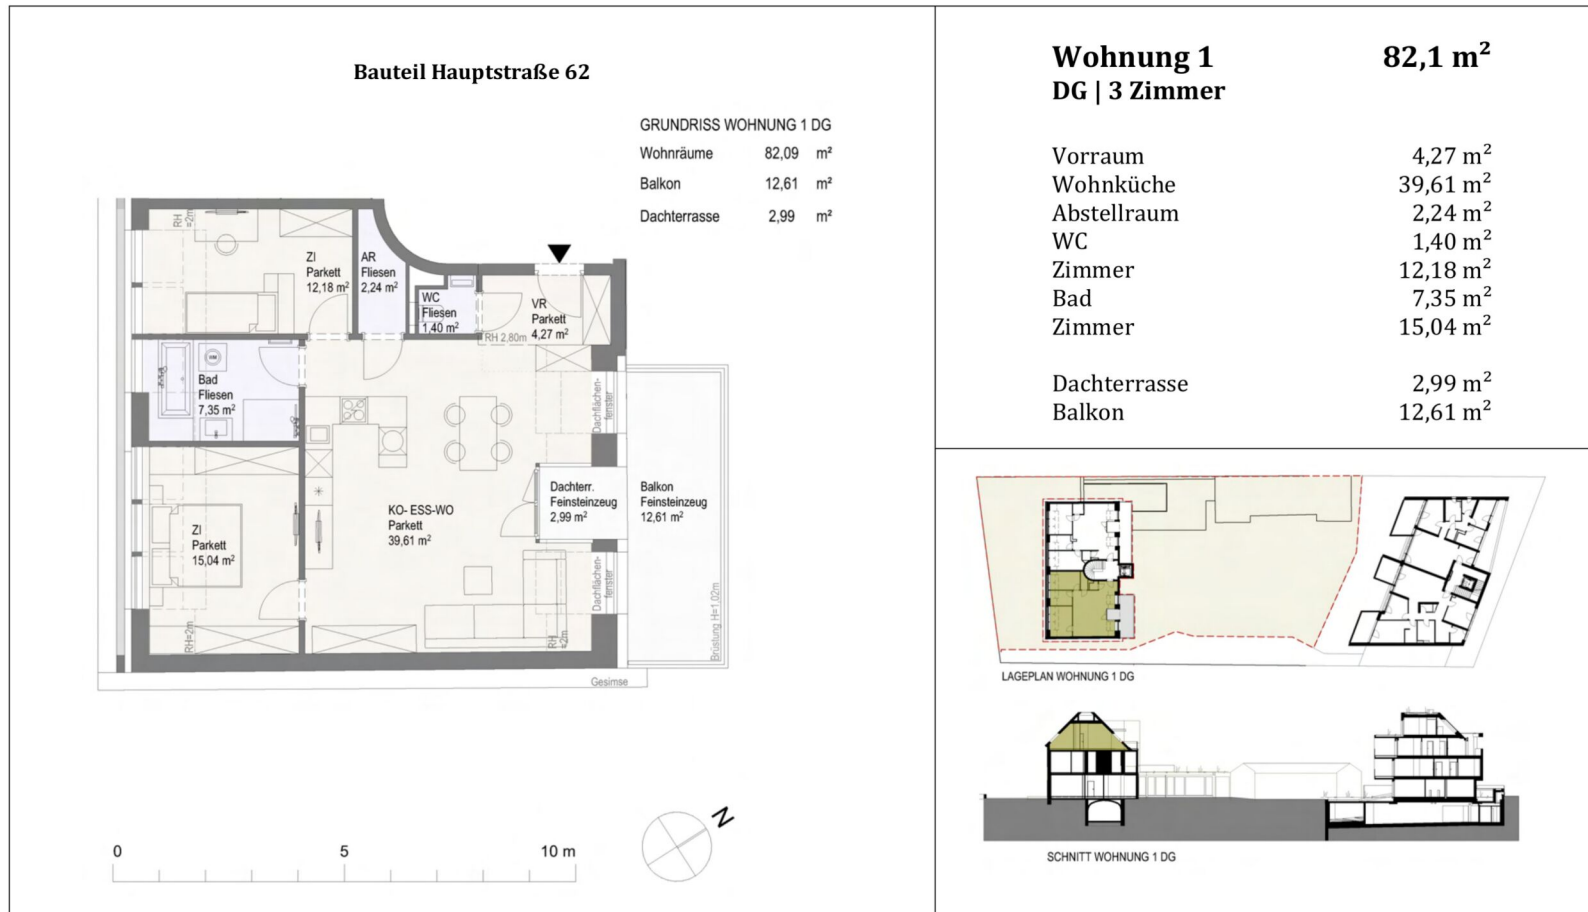 Bauteil Hauptstraße 62
GRUNDRISS WOHNUNG 1 DG
Wohnräume 82,09 m²
Balkon 12,61 m²
Dachterrasse 2,99 m²
RH =2m
ZI
Parkett
12,18 m²
AR
Fliesen
2,24 m²
WC
Fliesen
1,40 m²
VR
Parkett
4,27 m²
RH 2,80m
Bad
Fliesen
7,35 m²
Dachflächen-
fenster
KO- ESS-WO
Parkett
39,61 m²
Dachterr.
Feinsteinzeug
2,99 m²
Balkon
Feinsteinzeug
12,61 m²
ZI
Parkett
15,04 m²
Dachflächen-
fenster
RH=2m
RH
=2m
Brüstung H=1,02m
Gesimse
0 5 10 m
N
Wohnung 1 82,1 m²
DG | 3 Zimmer
Vorraum 4,27 m²
Wohnküche 39,61 m²
Abstellraum 2,24 m²
WC 1,40 m²
Zimmer 12,18 m²
Bad 7,35 m²
Zimmer 15,04 m²
Dachterrasse 2,99 m²
Balkon 12,61 m²
LAGEPLAN WOHNUNG 1 DG
SCHNITT WOHNUNG 1 DG